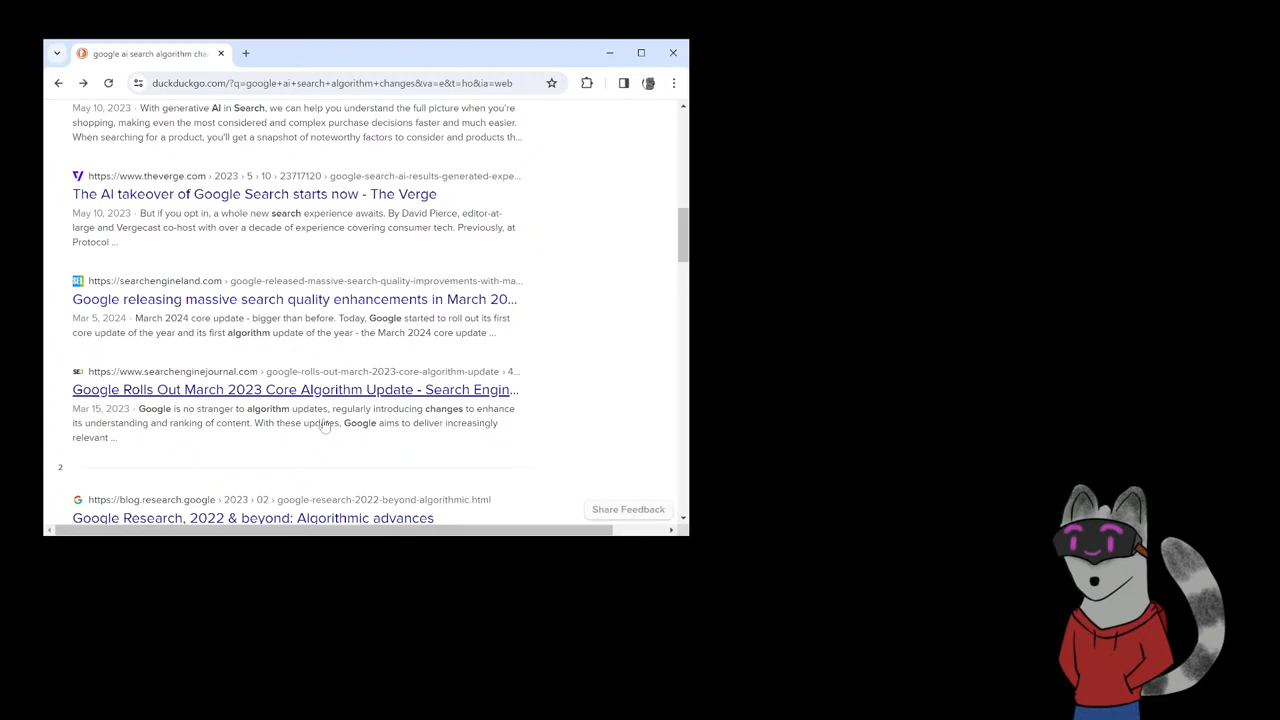 google ai search algorithm cha
duckduckgo.com/?q=google+ai+search+algorithm+changes&va=e&t=ho&ia=web
May 10, 2023 · With generative AI in Search, we can help you understand the full picture when you're
shopping, making even the most considered and complex purchase decisions faster and much easier.
When searching for a product, you'll get a snapshot of noteworthy factors to consider and products th...
https://www.theverge.com › 2023 › 5 › 10 › 23717120 › google-search-ai-results-generated-expe...
The AI takeover of Google Search starts now - The Verge
May 10, 2023 · But if you opt in, a whole new search experience awaits. By David Pierce, editor-at-
large and Vergecast co-host with over a decade of experience covering consumer tech. Previously, at
Protocol ...
https://searchengineland.com › google-released-massive-search-quality-improvements-with-ma...
Google releasing massive search quality enhancements in March 20...
Mar 5, 2024 · March 2024 core update - bigger than before. Today, Google started to roll out its first
core update of the year and its first algorithm update of the year - the March 2024 core update ...
https://www.searchenginejournal.com › google-rolls-out-march-2023-core-algorithm-update › 4...
Google Rolls Out March 2023 Core Algorithm Update - Search Engin...
Mar 15, 2023 · Google is no stranger to algorithm updates, regularly introducing changes to enhance
its understanding and ranking of content. With these updates, Google aims to deliver increasingly
relevant ...
2
https://blog.research.google › 2023 › 02 › google-research-2022-beyond-algorithmic.html
Google Research, 2022 & beyond: Algorithmic advances
Share Feedback